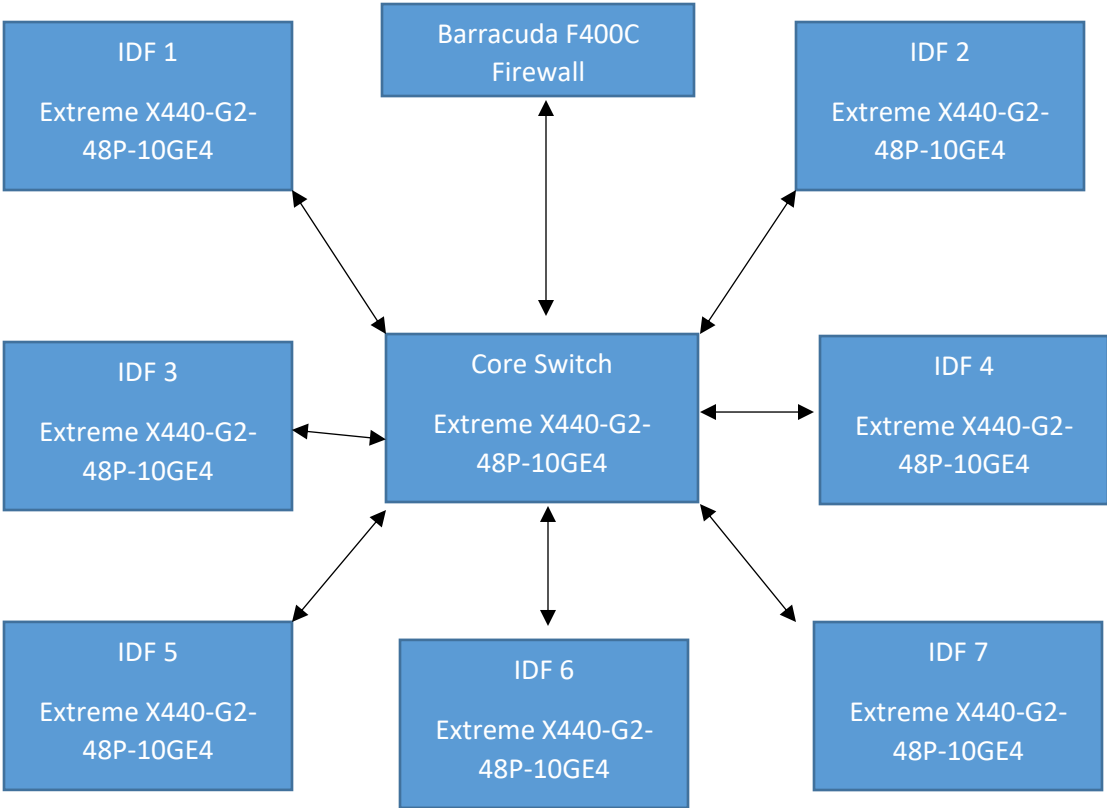 IDF 1
Extreme X440-G2-
48P-10GE4
Barracuda F400C
Firewall
IDF 2
Extreme X440-G2-
48P-10GE4
IDF 3
Extreme X440-G2-
48P-10GE4
Core Switch
Extreme X440-G2-
48P-10GE4
IDF 4
Extreme X440-G2-
48P-10GE4
IDF 5
Extreme X440-G2-
48P-10GE4
IDF 6
Extreme X440-G2-
48P-10GE4
IDF 7
Extreme X440-G2-
48P-10GE4